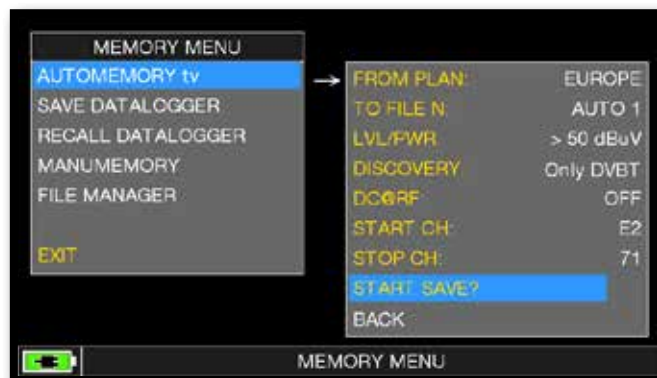 MEMORY MENU
AUTOMEMORY tv
SAVE DATALOGGER
RECALL DATALOGGER
MANUMEMORY
FILE MANAGER
EXIT
→ FROM PLAN: EUROPE
TO FILE N: AUTO 1
LVL/PWR > 50 dBuV
DISCOVERY Only DVBT
DC@RF: OFF
START CH: E2
STOP CH: 71
START SAVE?
BACK
MEMORY MENU